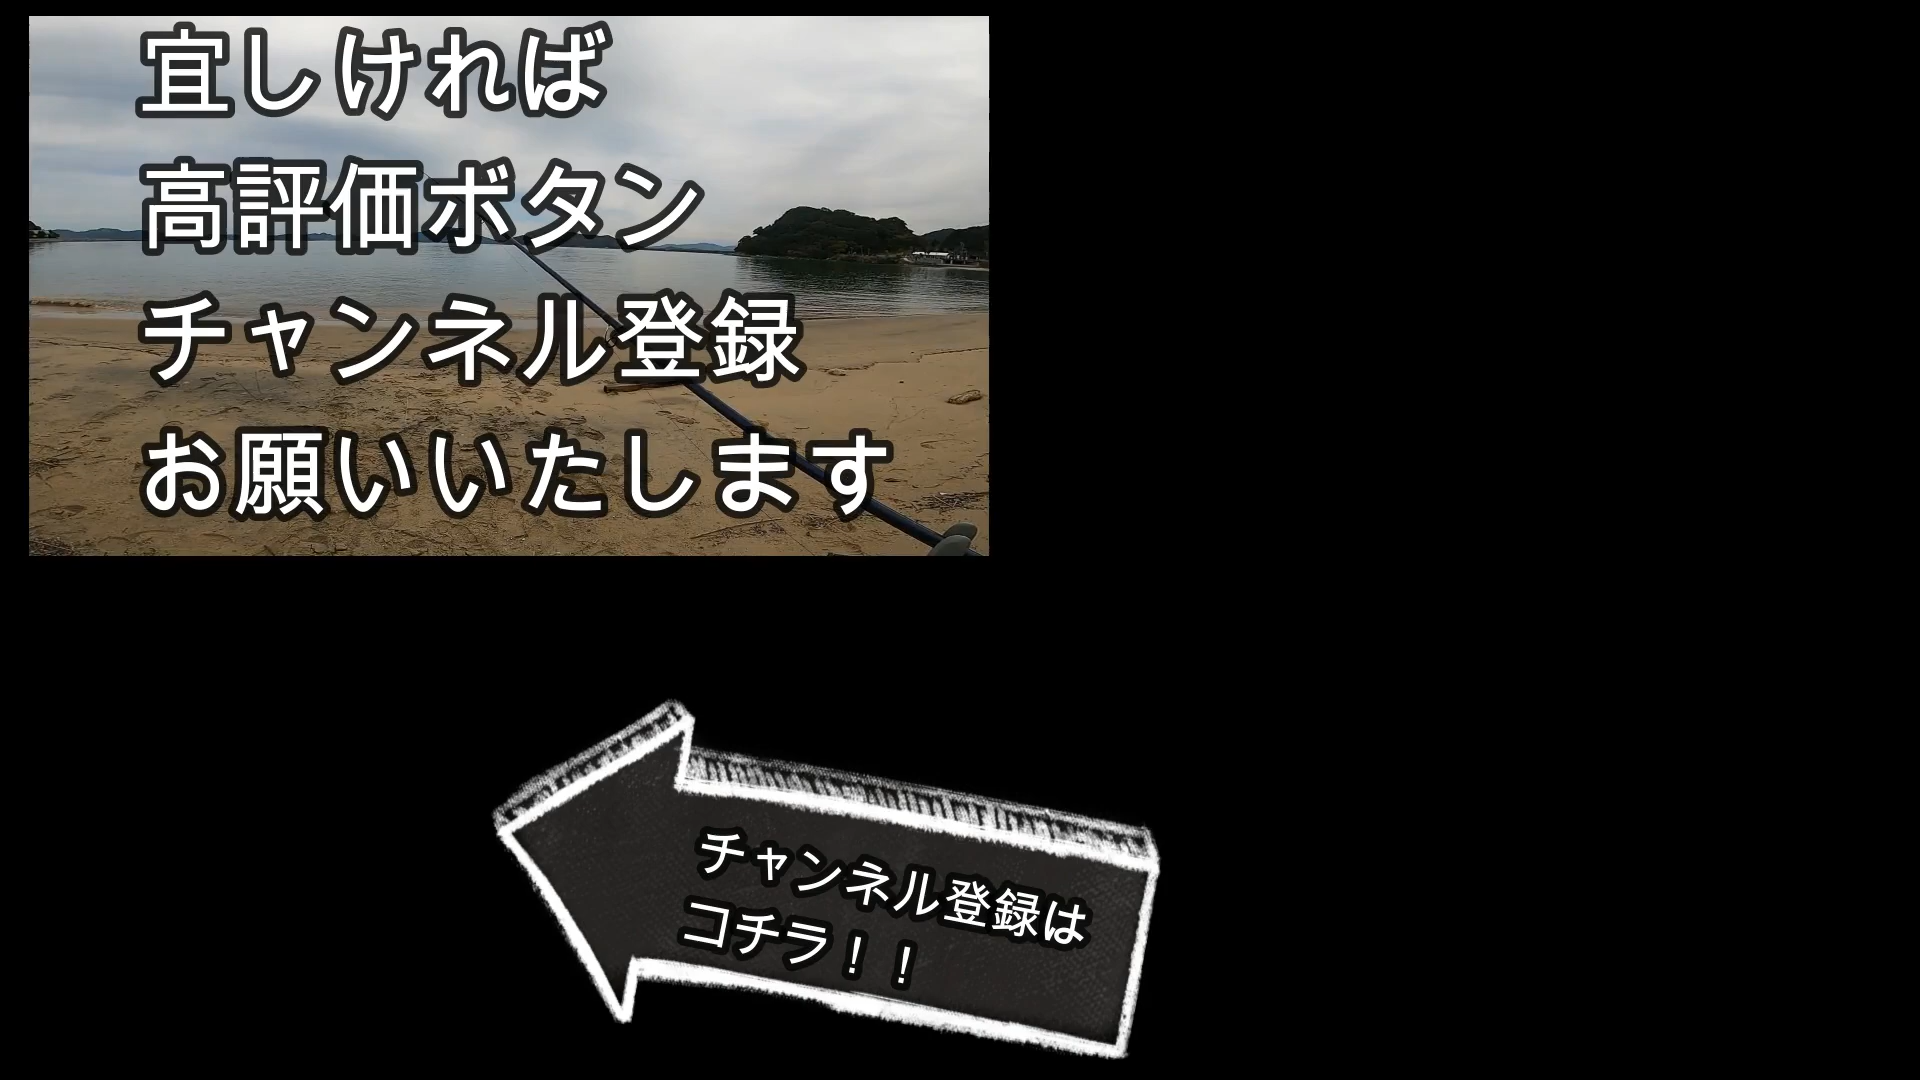 宜しければ
高評価ボタン
チャンネル登録
お願いいたします
チャンネル登録は
コチラ！！